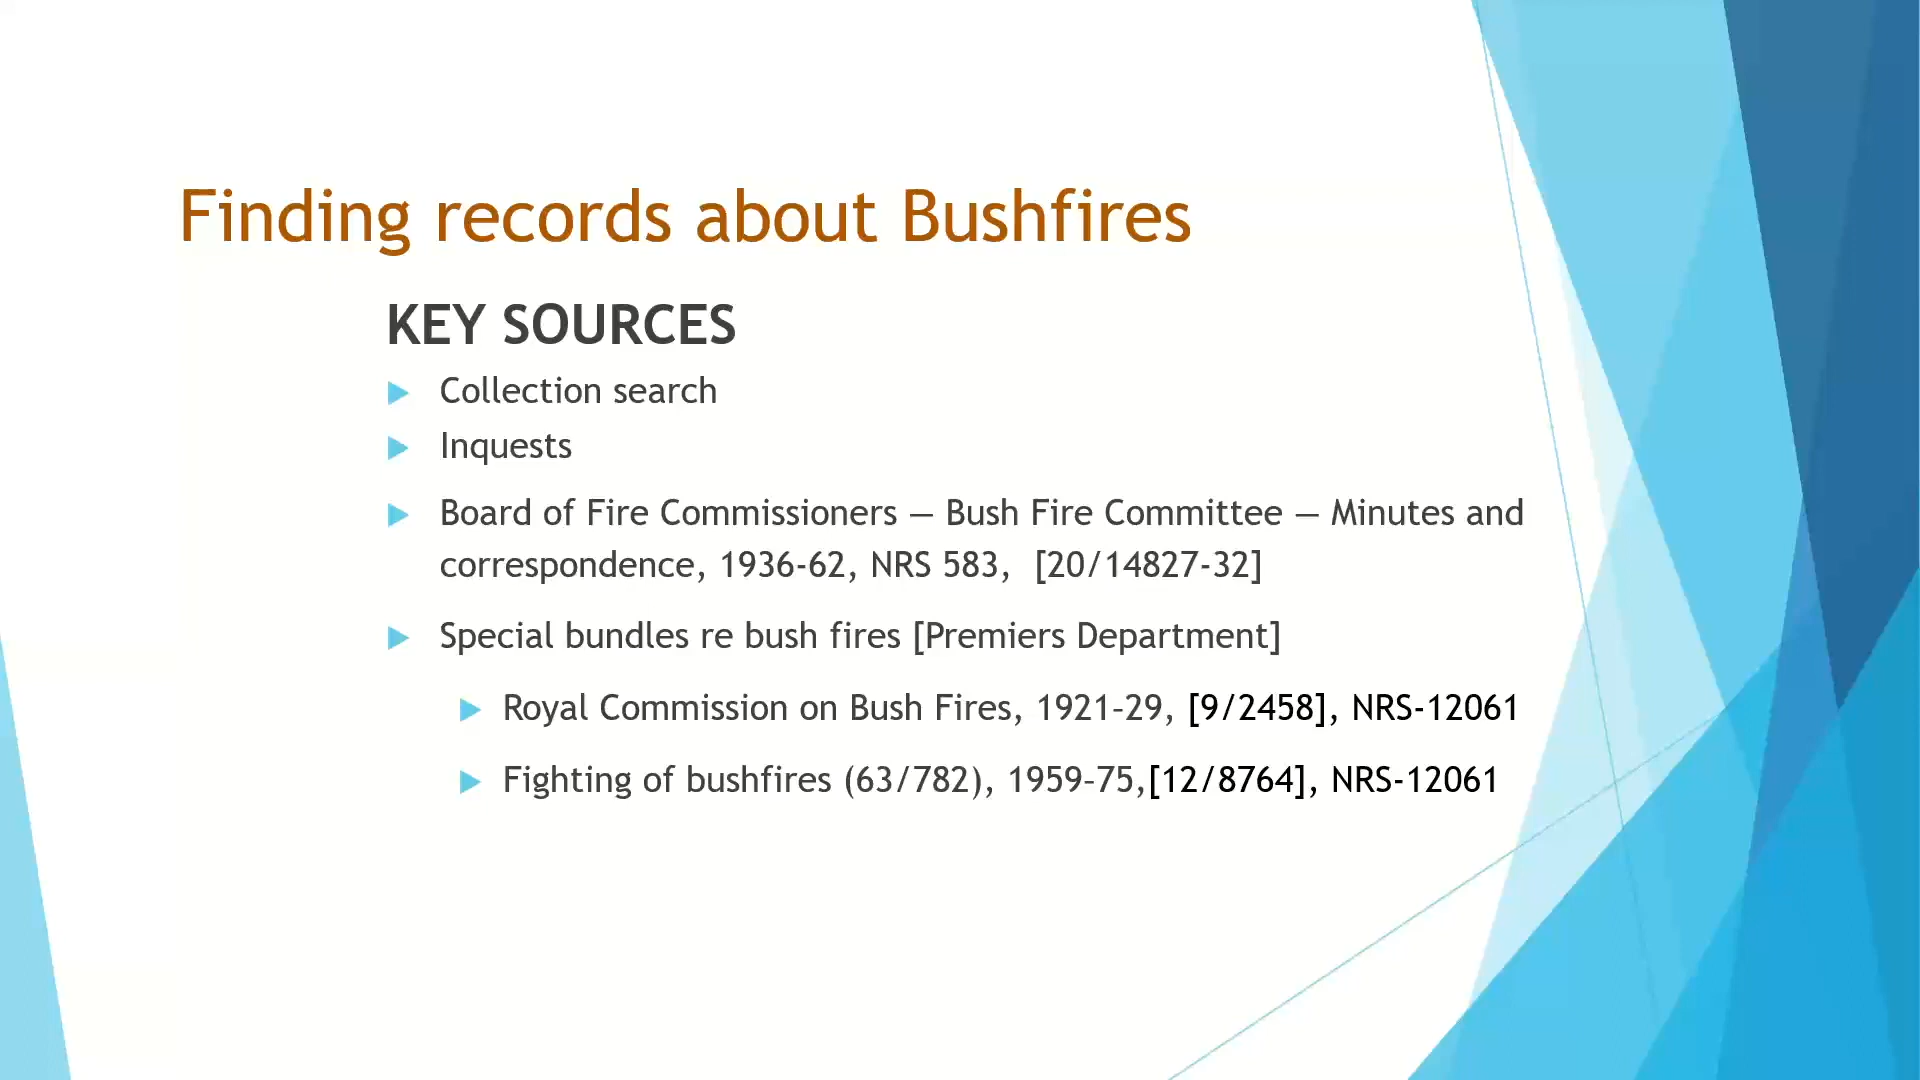 Finding records about Bushfires
KEY SOURCES
Collection search
Inquests
Board of Fire Commissioners — Bush Fire Committee — Minutes and
correspondence, 1936-62, NRS 583,  [20/14827-32]
Special bundles re bush fires [Premiers Department]
Royal Commission on Bush Fires, 1921–29, [9/2458], NRS-12061
Fighting of bushfires (63/782), 1959–75,[12/8764], NRS-12061